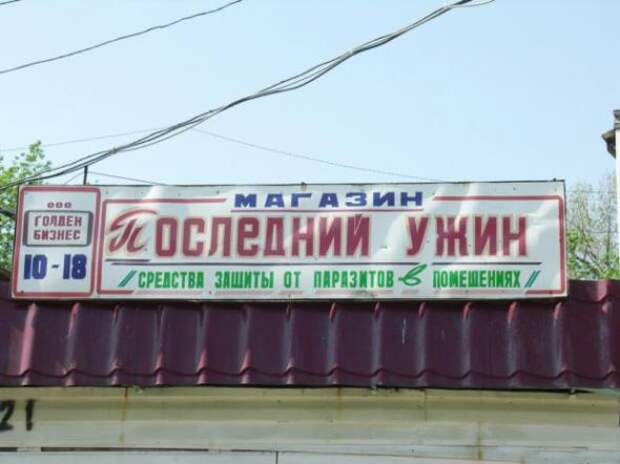 ООО
ГОЛДЕН
БИЗНЕС
10-18
МАГАЗИН
ПОСЛЕДНИЙ УЖИН
//СРЕДСТВА ЗАЩИТЫ ОТ ПАРАЗИТОВ В ПОМЕЩЕНИЯХ//
21